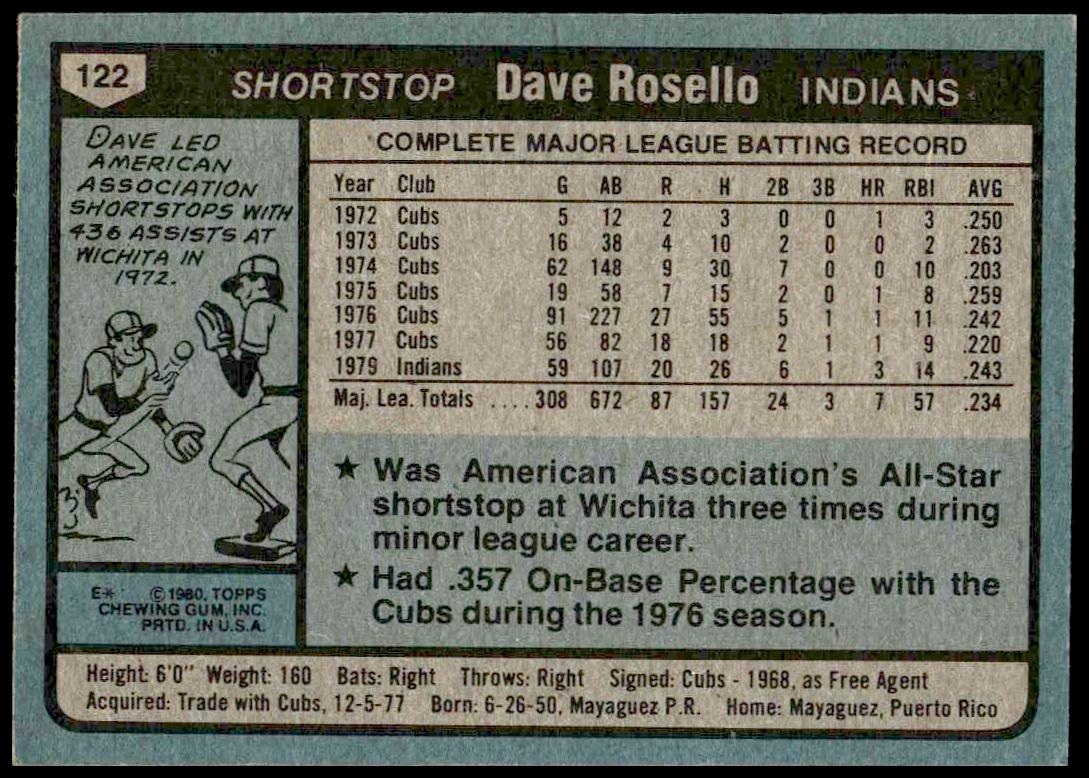 122 SHORTSTOP Dave Rosello INDIANS
DAVE LED
AMERICAN
ASSOCIATION
SHORTSTOPS WITH
436 ASSISTS AT
WICHITA IN
1972.
COMPLETE MAJOR LEAGUE BATTING RECORD
Year Club G AB R H 2B 3B HR RBI AVG
1972 Cubs 5 12 2 3 0 0 1 3 .250
1973 Cubs 16 38 4 10 2 0 0 2 .263
1974 Cubs 62 148 9 30 7 0 0 10 .203
1975 Cubs 19 58 7 15 2 0 1 8 .259
1976 Cubs 91 227 27 55 5 1 1 11 .242
1977 Cubs 56 82 18 18 2 1 1 9 .220
1979 Indians 59 107 20 26 6 1 3 14 .243
Maj. Lea. Totals ....308 672 87 157 24 3 7 57 .234
★ Was American Association's All-Star
shortstop at Wichita three times during
minor league career.
★ Had .357 On-Base Percentage with the
Cubs during the 1976 season.
E* © 1980, TOPPS
CHEWING GUM, INC.
PRTD. IN U.S.A.
Height: 6'0" Weight: 160 Bats: Right Throws: Right Signed: Cubs - 1968, as Free Agent
Acquired: Trade with Cubs, 12-5-77 Born: 6-26-50, Mayaguez P.R. Home: Mayaguez, Puerto Rico